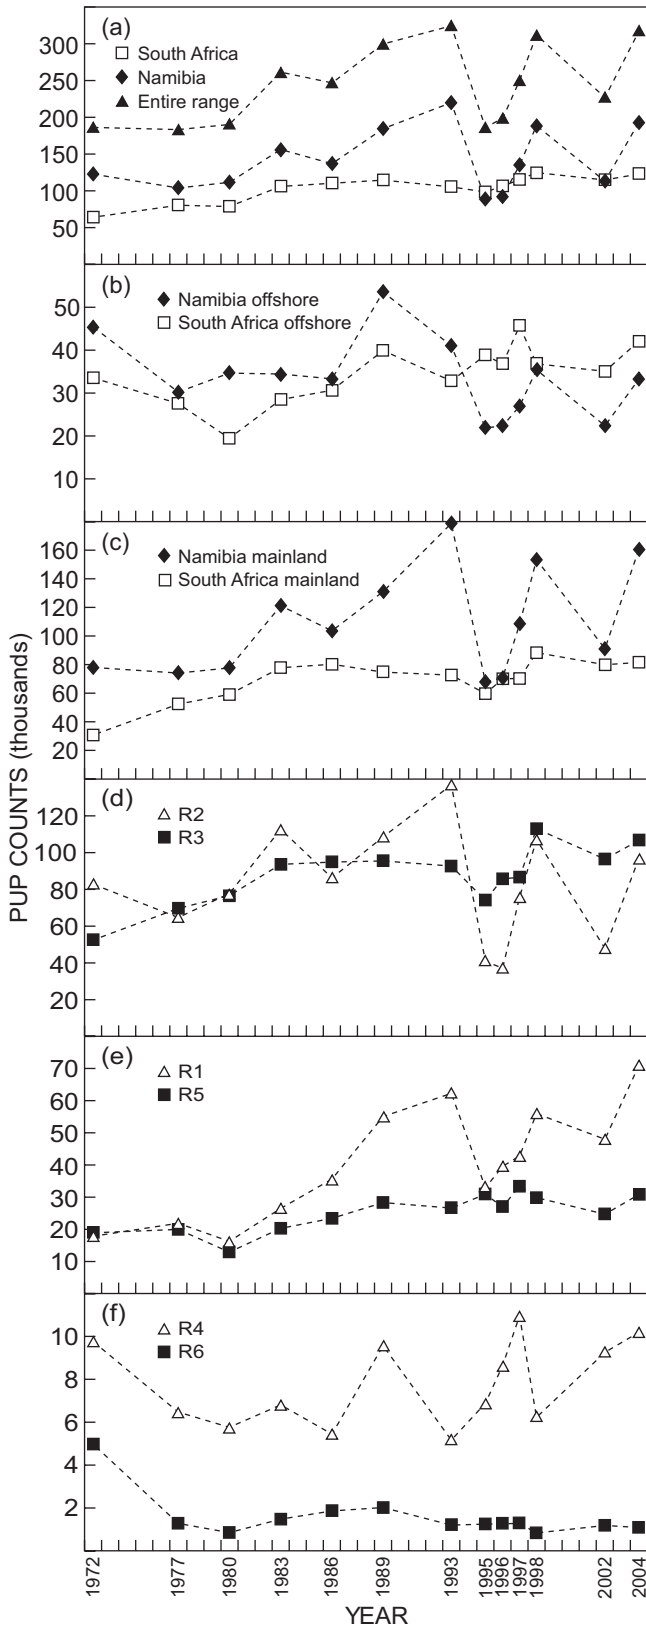 (a)
South Africa
Namibia
Entire range
300
250
200
150
100
50
(b)
Namibia offshore
South Africa offshore
50
40
30
20
10
(c)
Namibia mainland
South Africa mainland
160
140
120
100
80
60
40
20
(d)
R2
R3
120
100
80
60
40
20
(e)
R1
R5
70
60
50
40
30
20
10
(f)
R4
R6
10
8
6
4
2
PUP COUNTS (thousands)
1972 1977 1980 1983 1986 1989 1993 1995 1996 1997 1998 2002 2004
YEAR